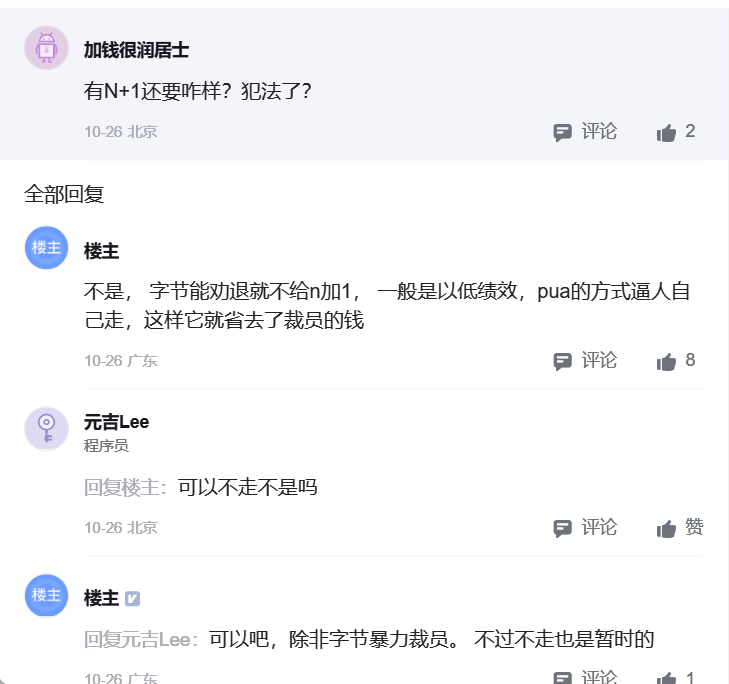 加钱很润居士
有N+1还要咋样？犯法了？
10-26 北京
评论
2
全部回复
楼主
楼主
不是， 字节能劝退就不给n加1， 一般是以低绩效，pua的方式逼人自
己走，这样它就省去了裁员的钱
10-26 广东
评论
8
元吉Lee
程序员
回复楼主：可以不走不是吗
10-26 北京
评论
赞
楼主
楼主
回复元吉Lee：可以吧，除非字节暴力裁员。 不过不走也是暂时的
10-26 广东
评论
1